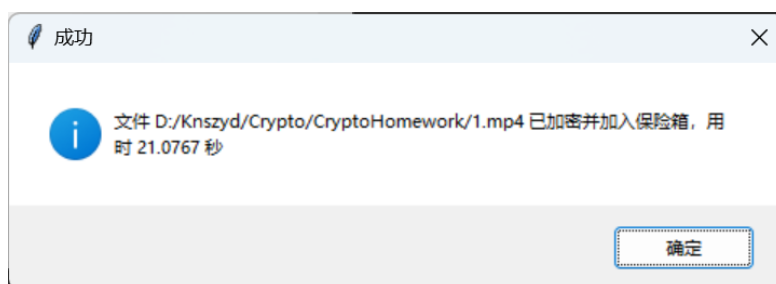 成功
文件 D:/Knszyd/Crypto/CryptoHomework/1.mp4 已加密并加入保险箱，用
时 21.0767 秒
确定